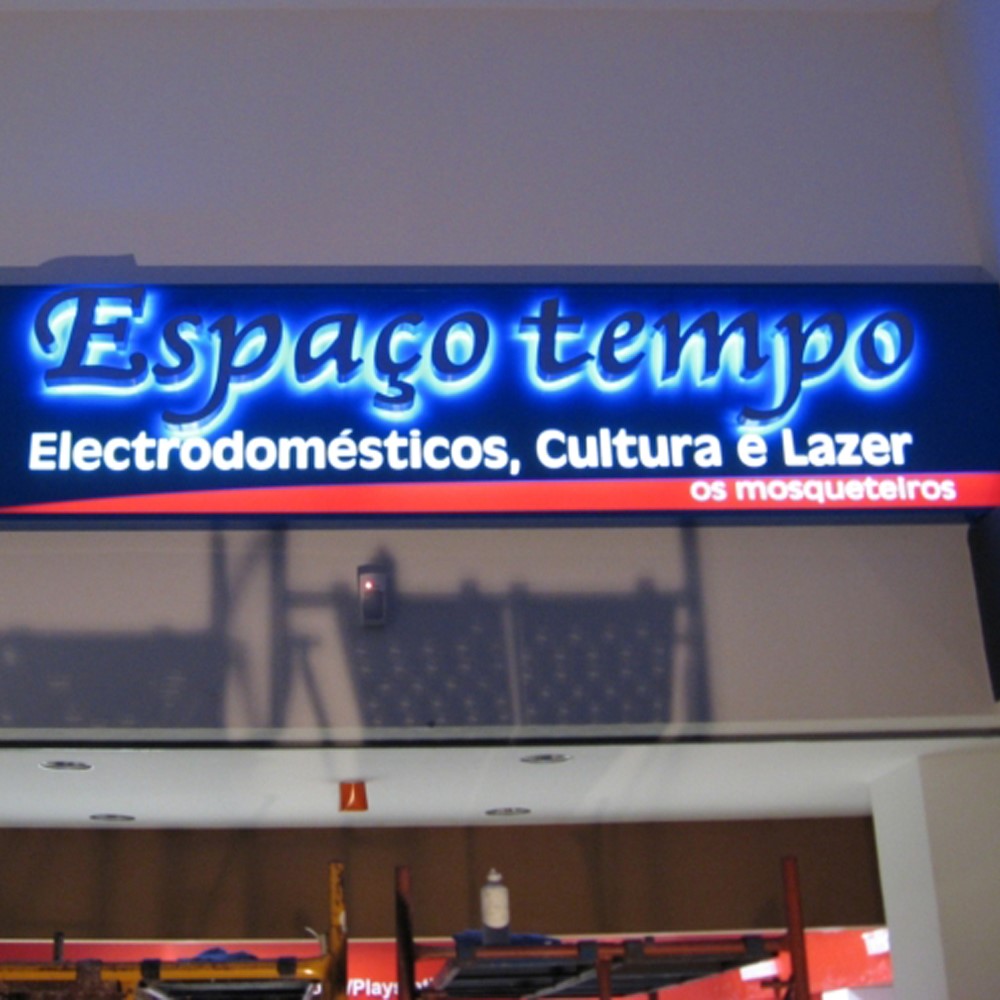 Espaço tempo
Electrodomésticos, Cultura e Lazer
os mosqueteiros